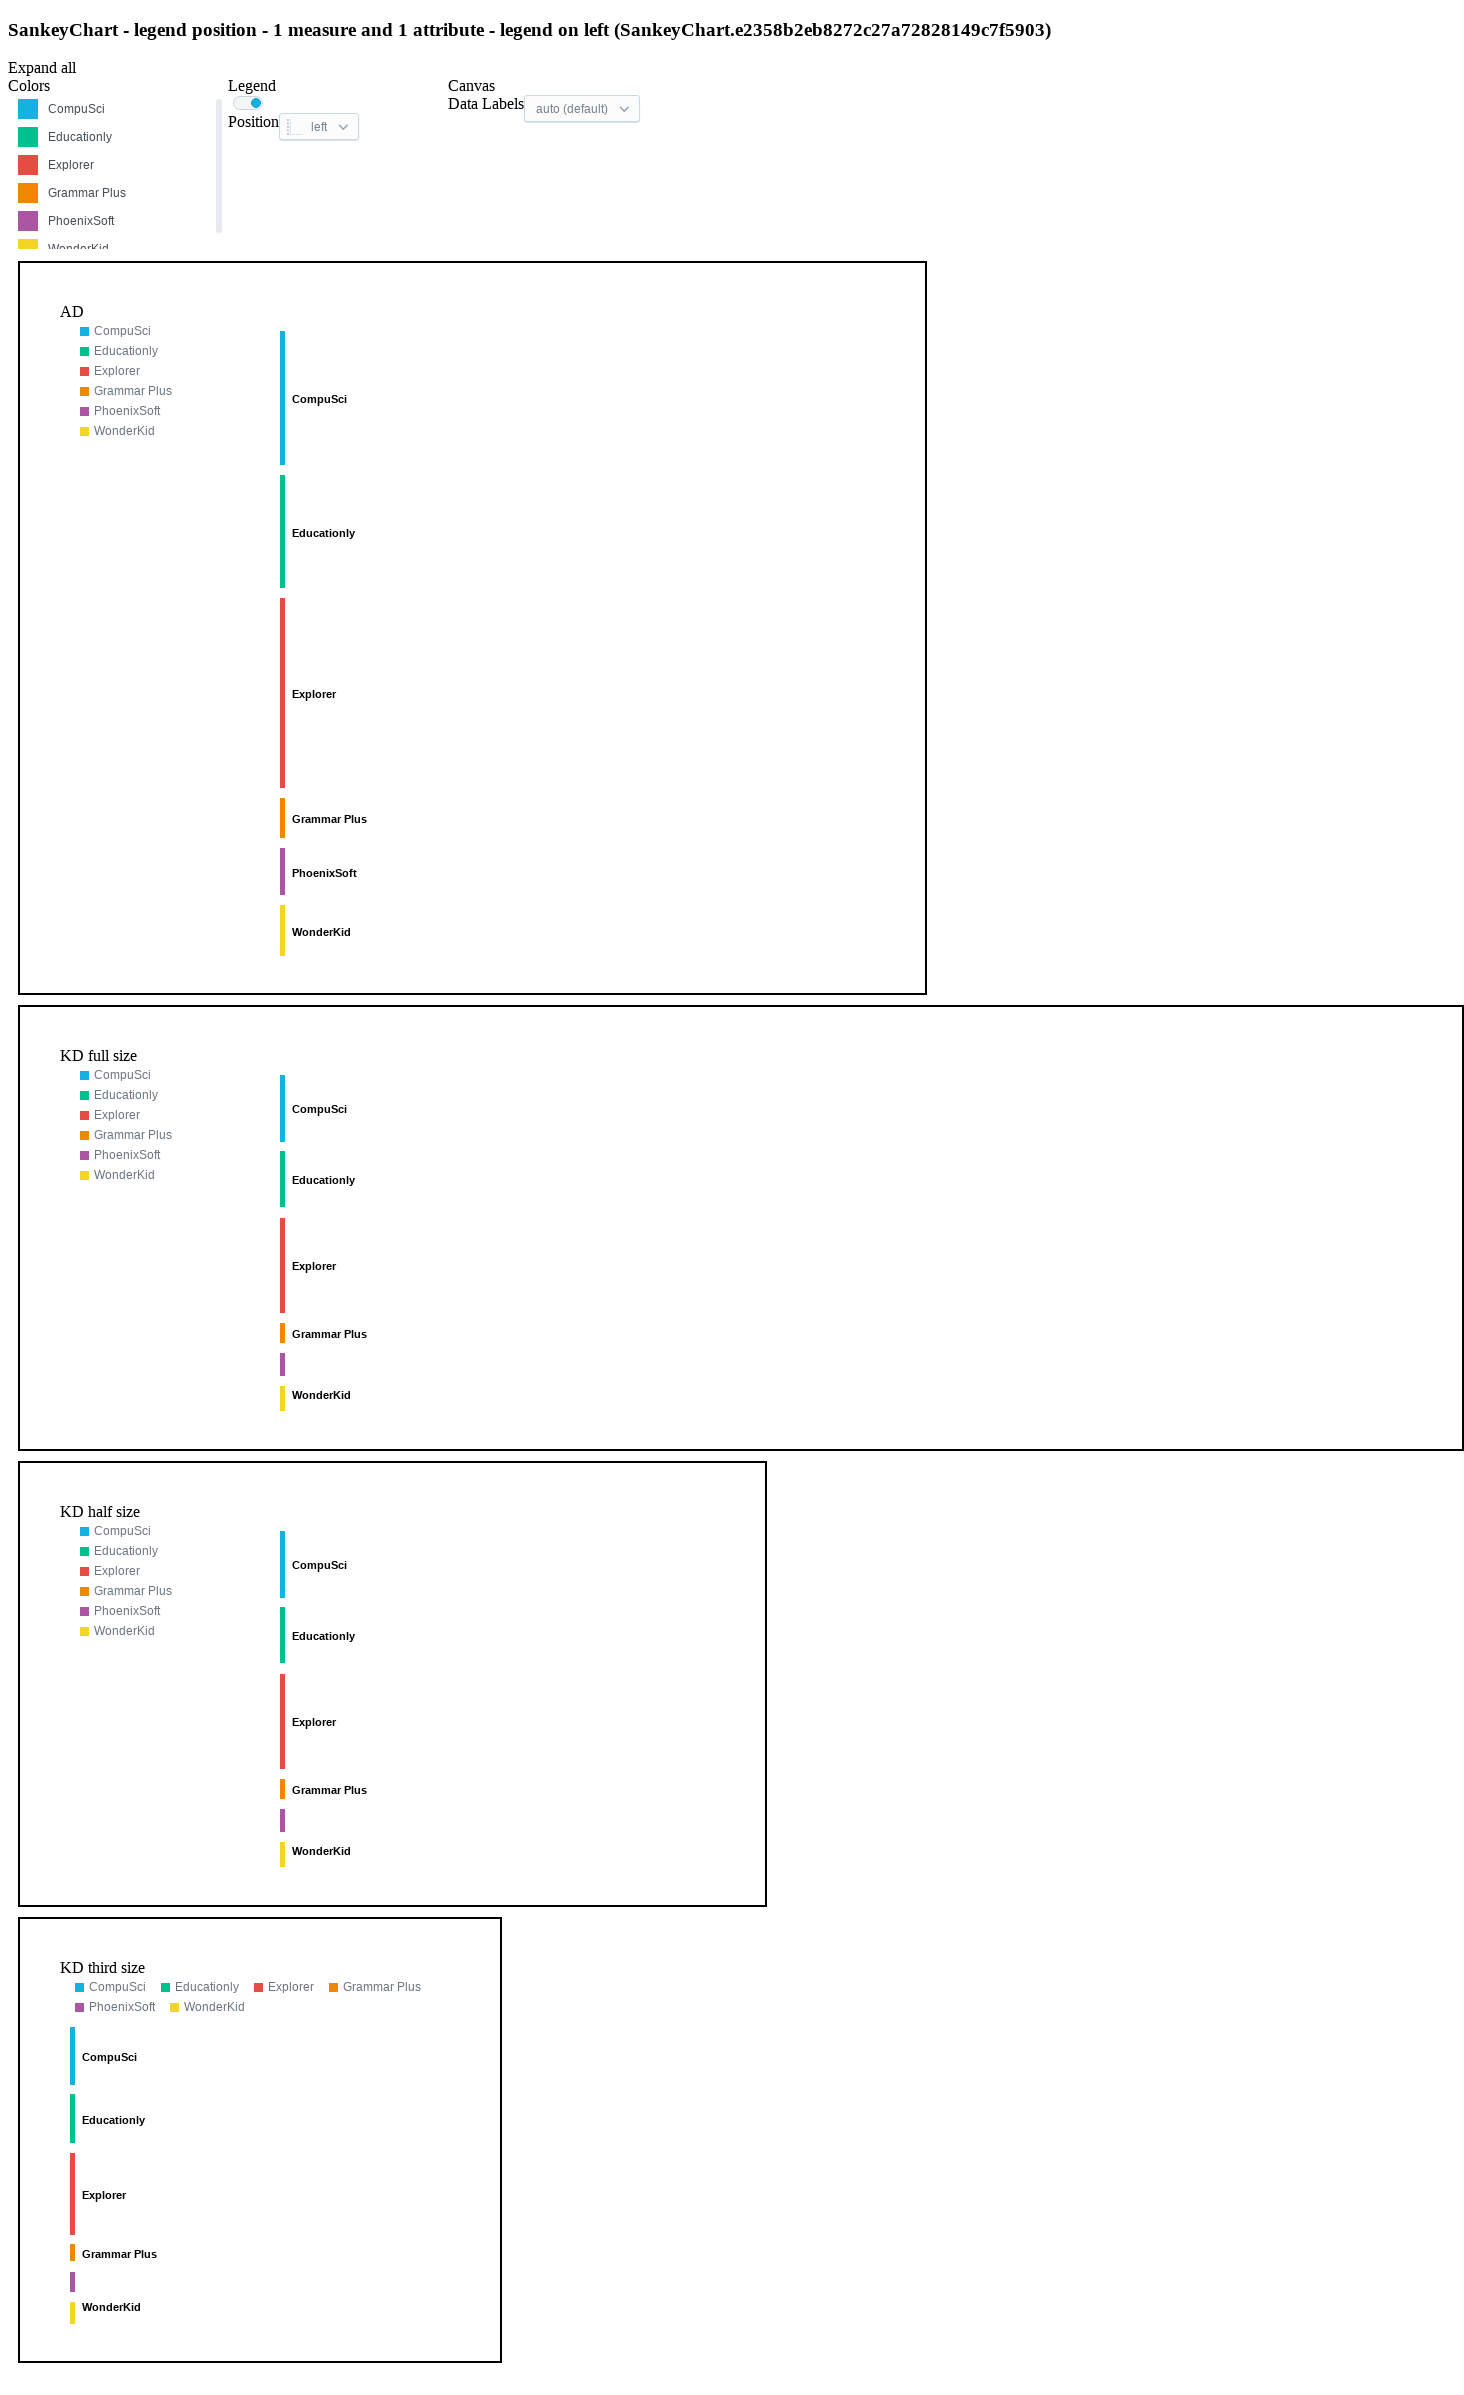 SankeyChart - legend position - 1 measure and 1 attribute - legend on left (SankeyChart.e2358b2eb8272c27a72828149c7f5903)
Expand all
Colors
CompuSci
Educationly
Explorer
Grammar Plus
PhoenixSoft
WonderKid
Legend
Position left
Canvas
Data Labels auto (default)
AD
CompuSci
Educationly
Explorer
Grammar Plus
PhoenixSoft
WonderKid
CompuSci
Educationly
Explorer
Grammar Plus
PhoenixSoft
WonderKid
KD full size
CompuSci
Educationly
Explorer
Grammar Plus
PhoenixSoft
WonderKid
CompuSci
Educationly
Explorer
Grammar Plus
WonderKid
KD half size
CompuSci
Educationly
Explorer
Grammar Plus
PhoenixSoft
WonderKid
CompuSci
Educationly
Explorer
Grammar Plus
WonderKid
KD third size
CompuSci Educationly Explorer Grammar Plus
PhoenixSoft WonderKid
CompuSci
Educationly
Explorer
Grammar Plus
WonderKid